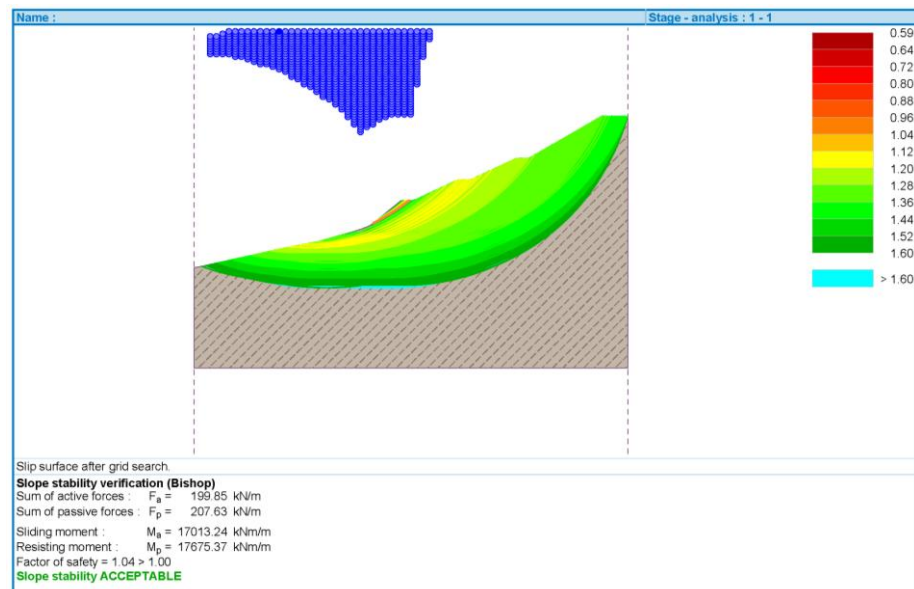 Name :
Stage - analysis : 1 - 1
0.59
0.64
0.72
0.80
0.88
0.96
1.04
1.12
1.20
1.28
1.36
1.44
1.52
1.60
> 1.60
Slip surface after grid search.
Slope stability verification (Bishop)
Sum of active forces : Fa = 199.85 kN/m
Sum of passive forces : Fp = 207.63 kN/m
Sliding moment : Ma = 17013.24 kNm/m
Resisting moment : Mp = 17675.37 kNm/m
Factor of safety = 1.04 > 1.00
Slope stability ACCEPTABLE